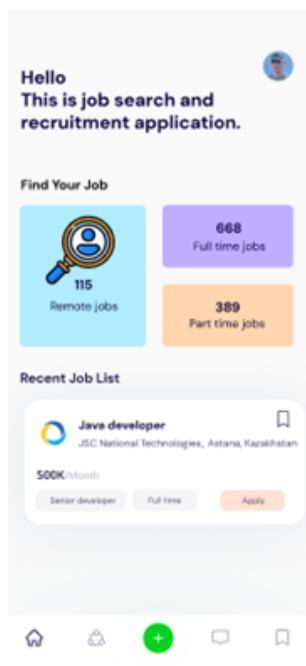 Hello
This is job search and
recruitment application.
Find Your Job
115
Remote jobs
668
Full time jobs
389
Part time jobs
Recent Job List
Java developer
JSC National Technologies, Astana, Kazakhstan
500K/Month
Senior developer
Full time
Apply